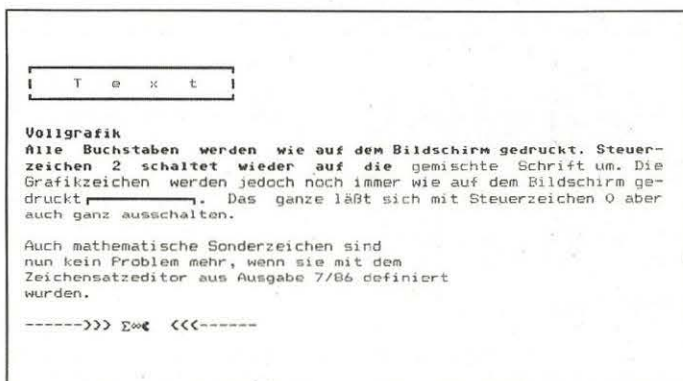 T e x t
Vollgrafik
Alle Buchstaben werden wie auf dem Bildschirm gedruckt. Steuer-
zeichen 2 schaltet wieder auf die gemischte Schrift um. Die
Grafikzeichen werden jedoch noch immer wie auf dem Bildschirm ge-
druckt ┏━━━━━━━━┓. Das ganze läßt sich mit Steuerzeichen 0 aber
auch ganz ausschalten.
Auch mathematische Sonderzeichen sind
nun kein Problem mehr, wenn sie mit dem
Zeichensatzeditor aus Ausgabe 7/86 definiert
wurden.
------>>> Σ∞ <<<------